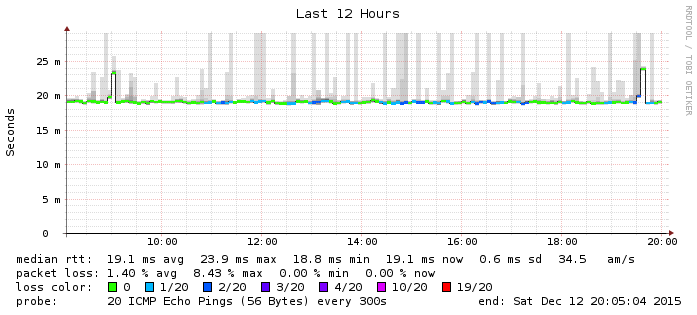 Last 12 Hours
RRDTOOL / TOBI OETIKER
Seconds
25 m
20 m
15 m
10 m
5 m
0
10:00 12:00 14:00 16:00 18:00 20:00
median rtt: 19.1 ms avg 23.9 ms max 18.8 ms min 19.1 ms now 0.6 ms sd 34.5 am/s
packet loss: 1.40 % avg 8.43 % max 0.00 % min 0.00 % now
loss color: 0 1/20 2/20 3/20 4/20 10/20 19/20
probe: 20 ICMP Echo Pings (56 Bytes) every 300s end: Sat Dec 12 20:05:04 2015